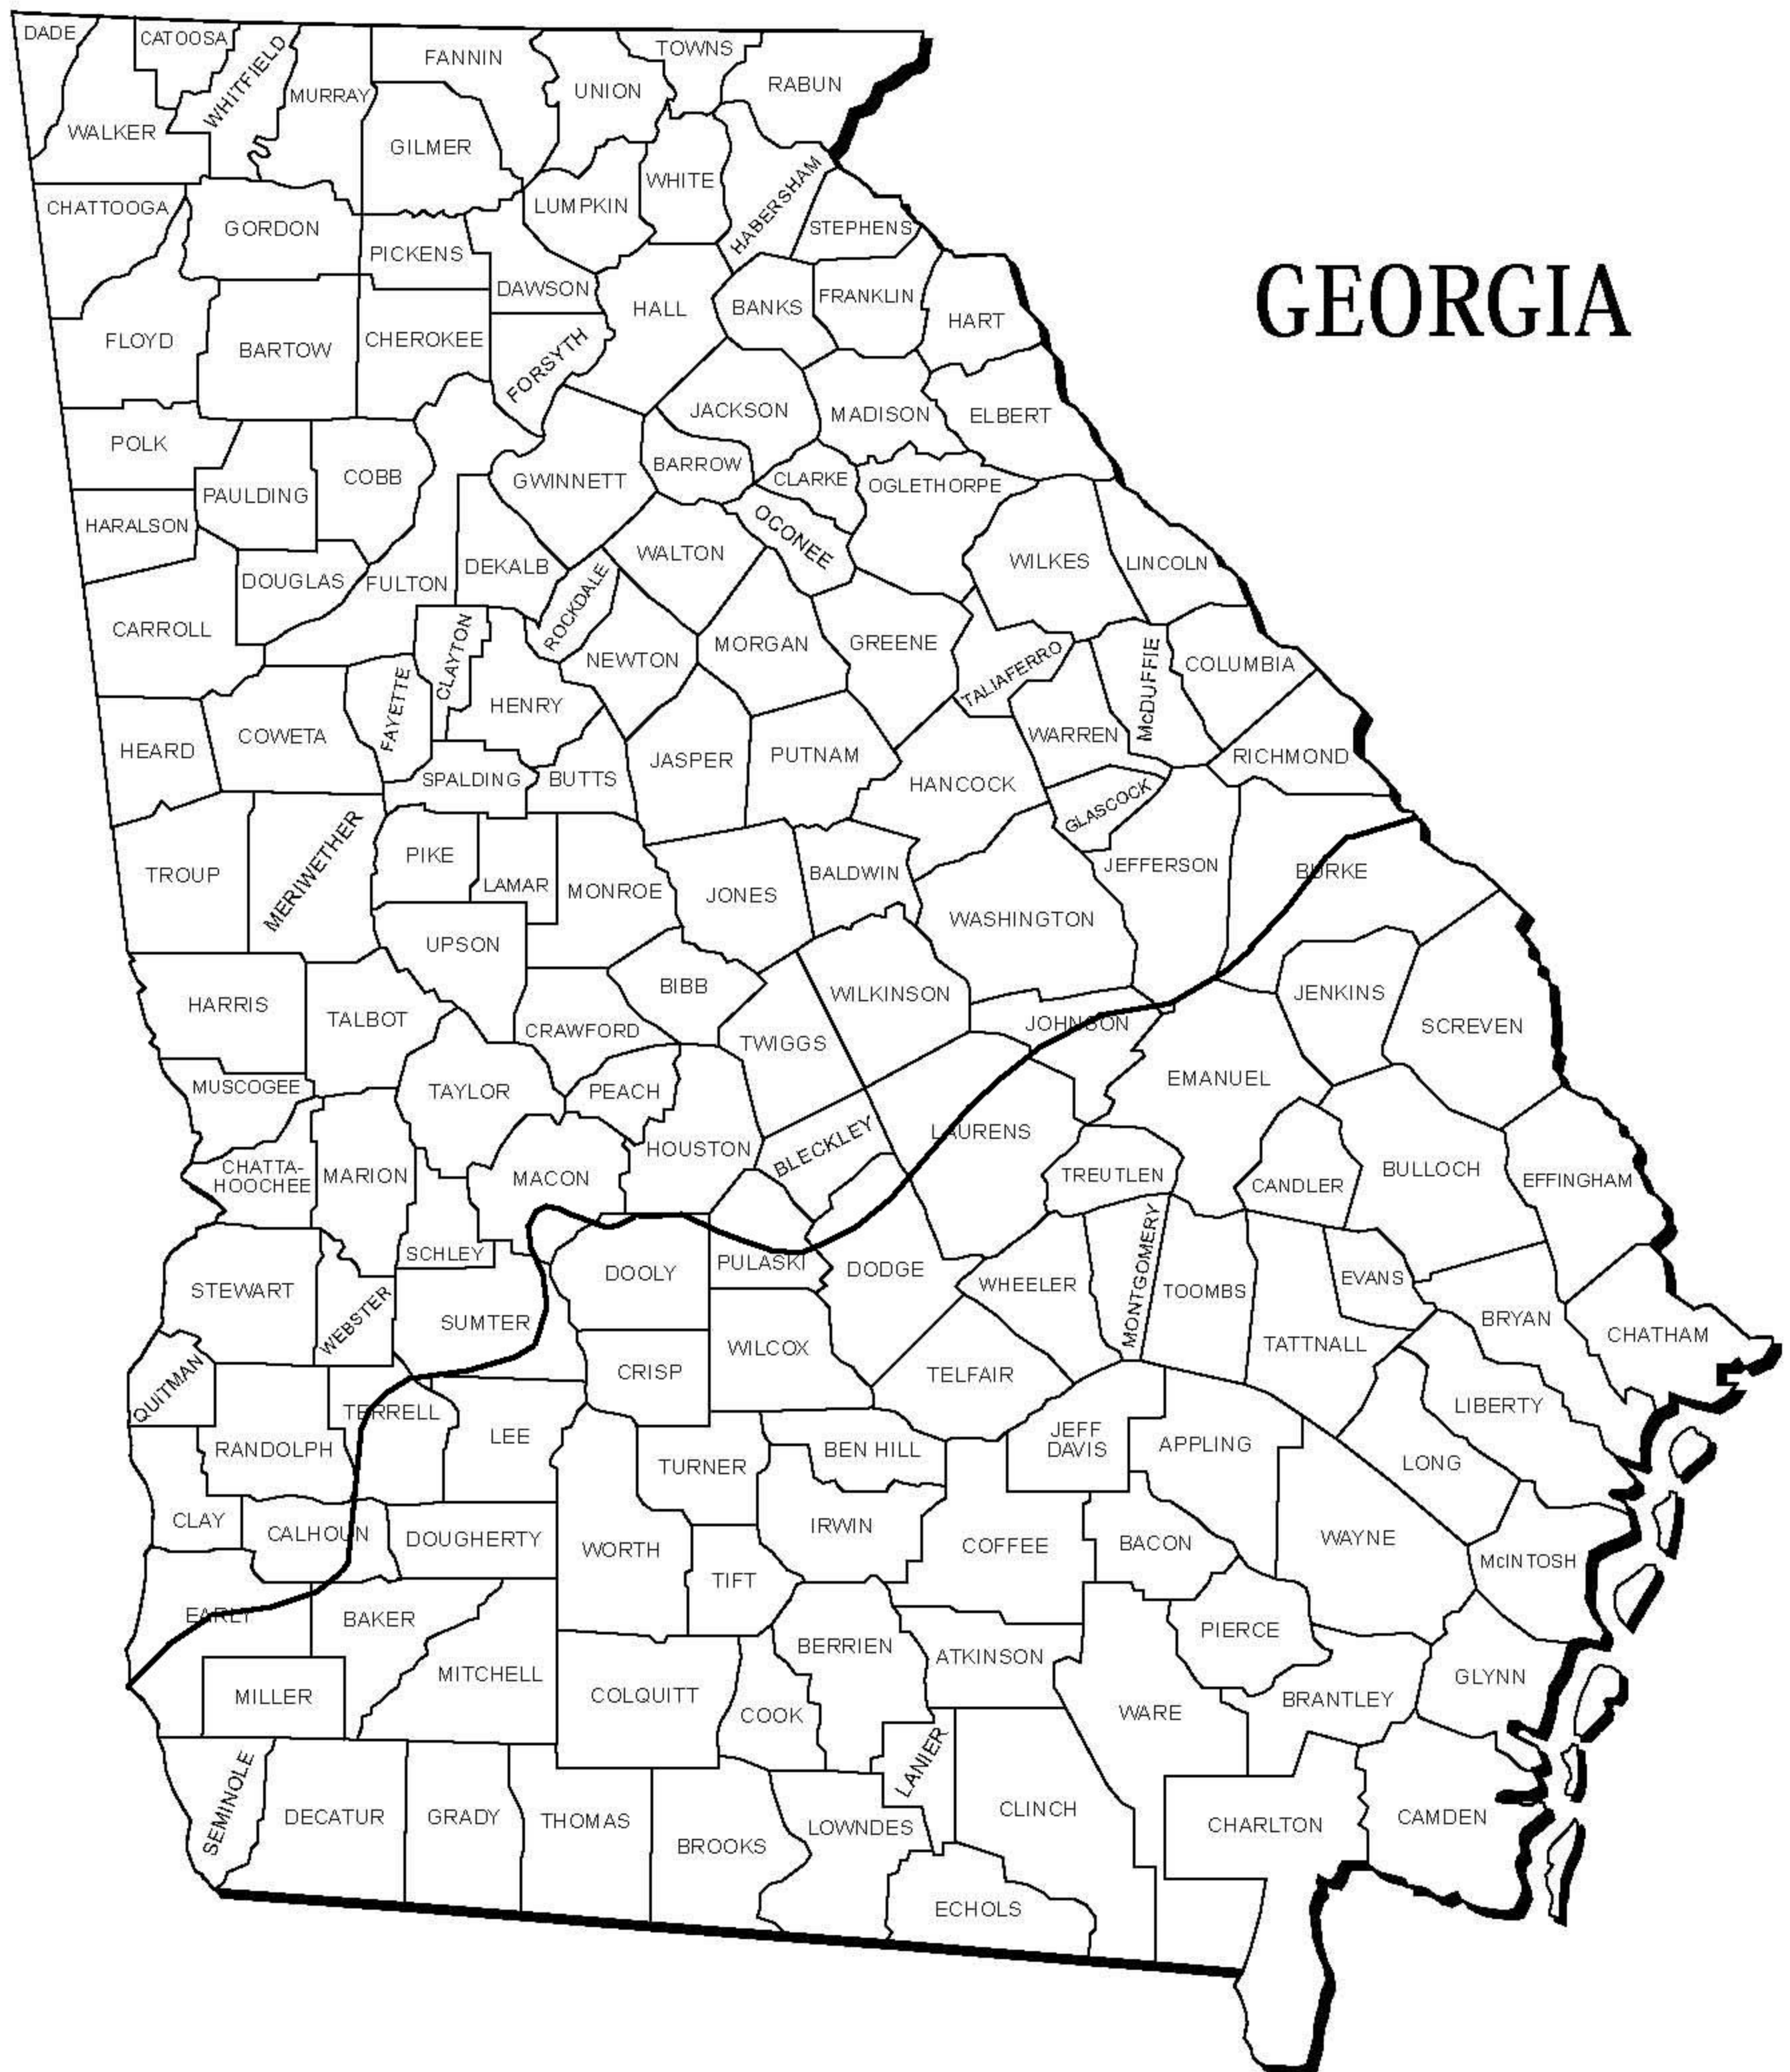 DADE
CATOOSA
WHITFIELD
MURRAY
FANNIN
UNION
TOWNS
RABUN
WALKER
GILMER
LUMPKIN
WHITE
HABERSHAM
STEPHENS
CHATTOOGA
GORDON
PICKENS
DAWSON
HALL
BANKS
FRANKLIN
HART
GEORGIA
FLOYD
BARTOW
CHEROKEE
FORSYTH
JACKSON
MADISON
ELBERT
POLK
PAULDING
COBB
GWINNETT
BARROW
CLARKE
OGLETHORPE
HARALSON
DOUGLAS
FULTON
DEKALB
ROCKDALE
WALTON
OCONEE
WILKES
LINCOLN
CARROLL
CLAYTON
FAYETTE
HENRY
NEWTON
MORGAN
GREENE
TALIAFERRO
McDUFFIE
COLUMBIA
HEARD
COWETA
SPALDING
BUTTS
JASPER
PUTNAM
HANCOCK
WARREN
GLASCOCK
RICHMOND
TROUP
MERIWETHER
PIKE
LAMAR
MONROE
JONES
BALDWIN
WASHINGTON
JEFFERSON
BURKE
UPSON
HARRIS
TALBOT
CRAWFORD
BIBB
TWIGGS
WILKINSON
JOHNSON
JENKINS
SCREVEN
MUSCOGEE
TAYLOR
PEACH
HOUSTON
BLECKLEY
LAURENS
EMANUEL
TREUTLEN
CANDLER
BULLOCH
EFFINGHAM
CHATTA-
HOOCHEE
MARION
MACON
SCHLEY
DOOLY
PULASKI
DODGE
WHEELER
MONTGOMERY
TOOMBS
TATTNALL
EVANS
BRYAN
CHATHAM
STEWART
WEBSTER
SUMTER
CRISP
WILCOX
TELFAIR
QUITMAN
RANDOLPH
TERRELL
LEE
TURNER
BEN HILL
JEFF
DAVIS
APPLING
LONG
LIBERTY
CLAY
CALHOUN
DOUGHERTY
WORTH
TIFT
IRWIN
COFFEE
BACON
WAYNE
McINTOSH
EARLY
BAKER
MITCHELL
MILLER
COLQUITT
COOK
BERRIEN
ATKINSON
WARE
PIERCE
BRANTLEY
GLYNN
SEMINOLE
DECATUR
GRADY
THOMAS
BROOKS
LOWNDES
LANIER
CLINCH
ECHOLS
CHARLTON
CAMDEN